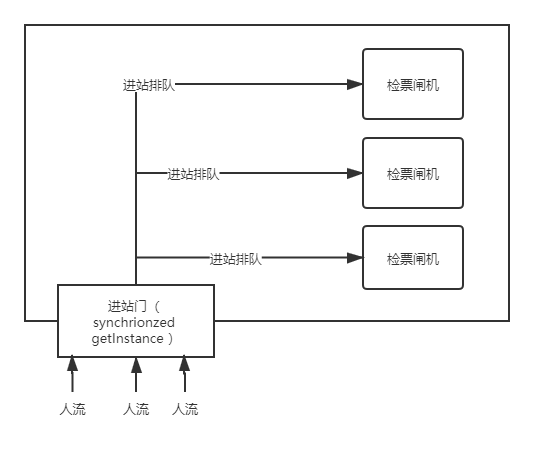 进站排队
检票闸机
进站排队
检票闸机
进站排队
检票闸机
进站门（
synchrionzed
getInstance ）
人流
人流
人流